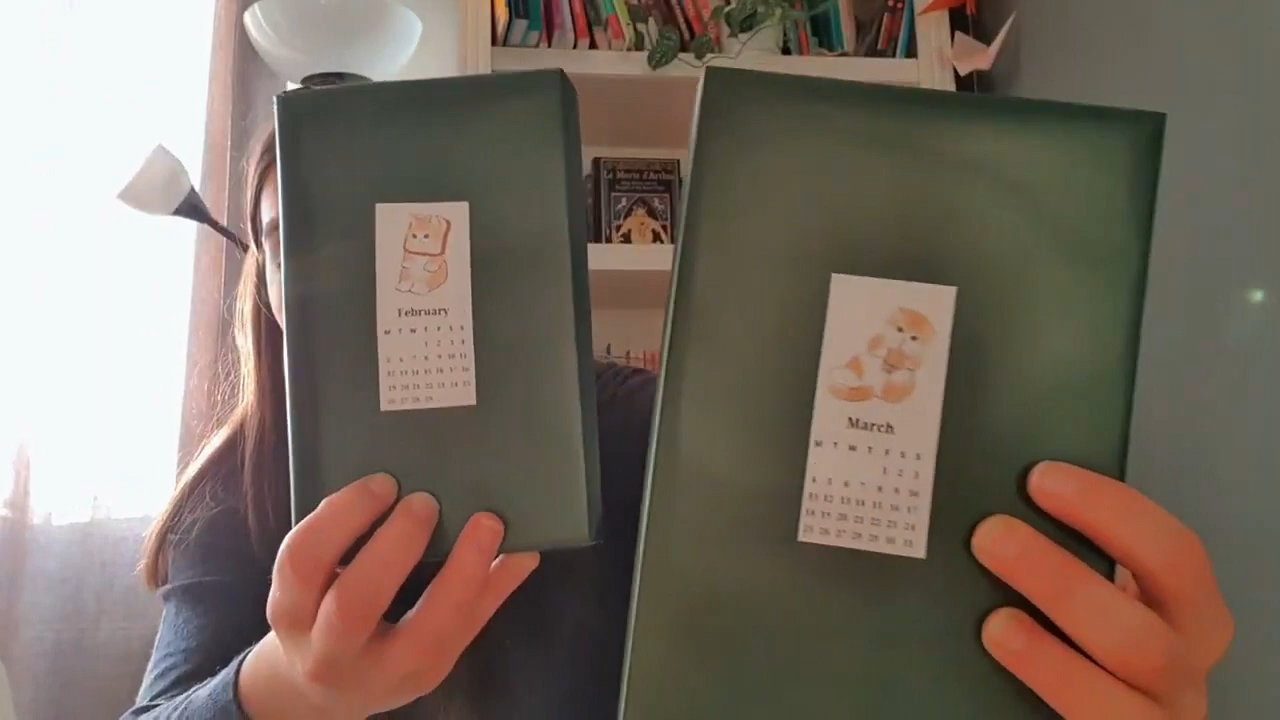 Le Morte d'Arthur
February
M T W T F S S
1 2 3 4
5 6 7 8 9 10 11
12 13 14 15 16 17 18
19 20 21 22 23 24 25
26 27 28 29
March
M T W T F S S
1 2 3
4 5 6 7 8 9 10
11 12 13 14 15 16 17
18 19 20 21 22 23 24
25 26 27 28 29 30 31